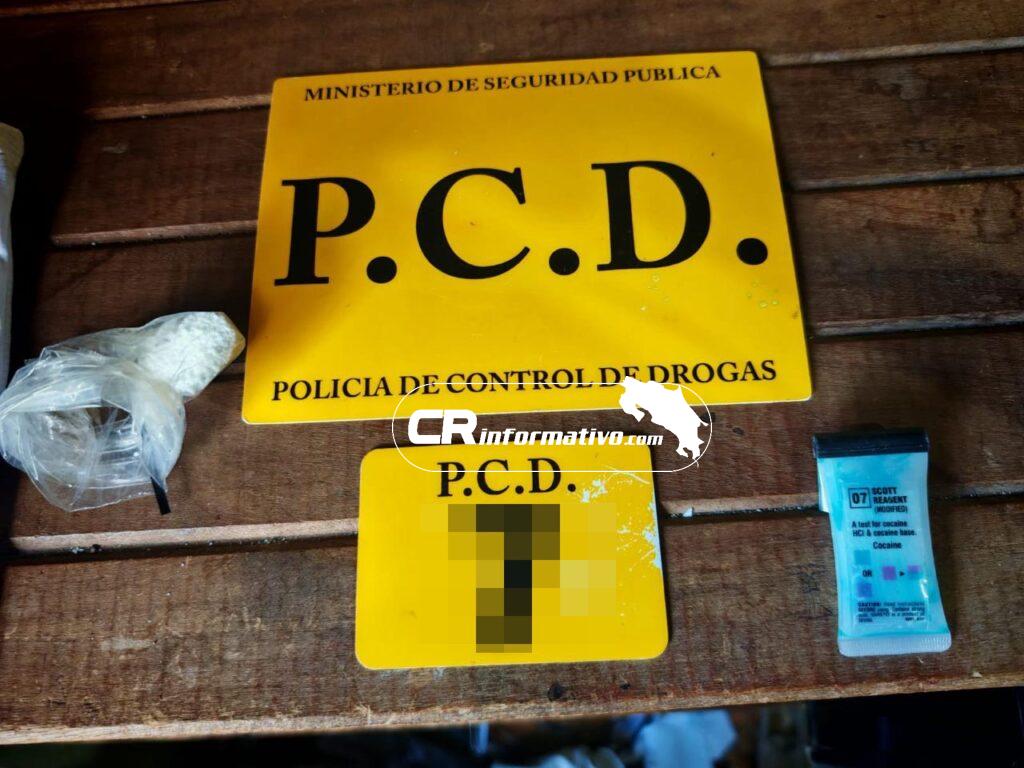 MINISTERIO DE SEGURIDAD PUBLICA
P.C.D.
POLICIA DE CONTROL DE DROGAS
CRinformativo.com
P.C.D.
07 SCOTT
REAGENT
(MODIFIED)
A test for cocaine
HCl & cocaine base.
Cocaine
OR